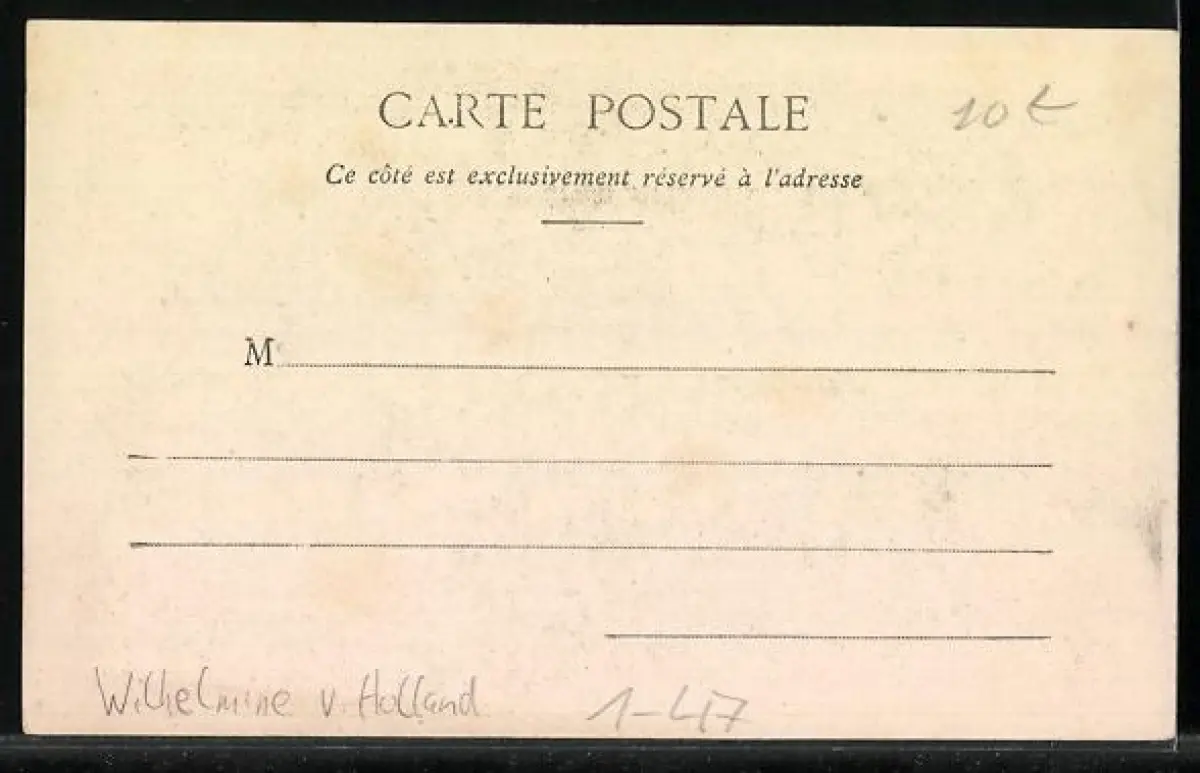 CARTE POSTALE
10 €
Ce côté est exclusivement réservé à l'adresse
M
Wilhelmine v. Holland
1-47